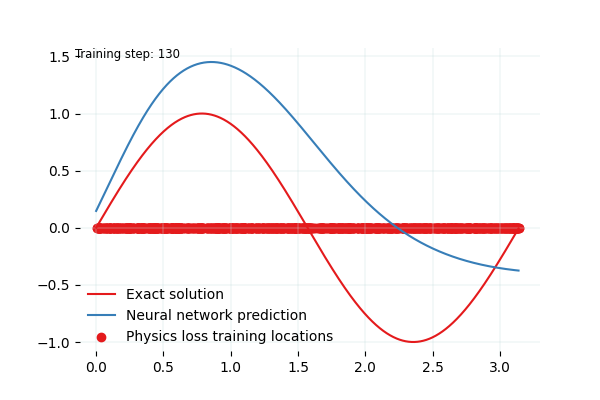 Training step: 130
1.5
1.0
0.5
0.0
−0.5
−1.0
Exact solution
Neural network prediction
Physics loss training locations
0.0 0.5 1.0 1.5 2.0 2.5 3.0